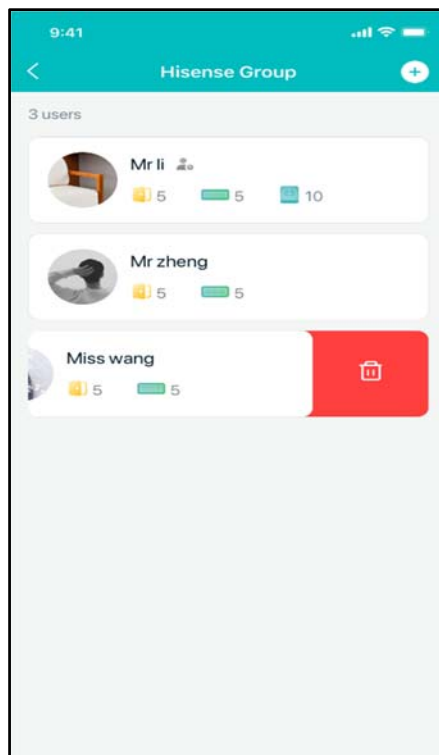 9:41
Hisense Group
3 users
Mr li
5 5 10
Mr zheng
5 5
Miss wang
5 5